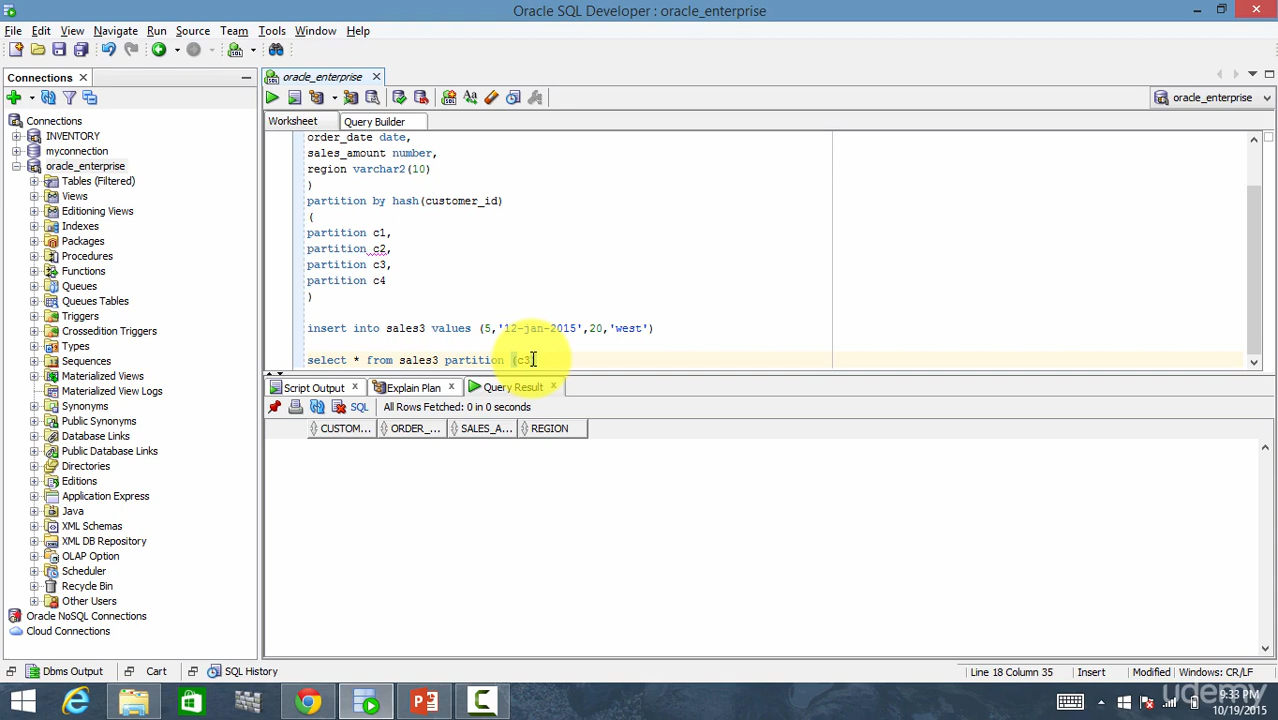 Oracle SQL Developer : oracle_enterprise
File Edit View Navigate Run Source Team Tools Window Help
Connections
oracle_enterprise
oracle_enterprise
Worksheet Query Builder
Connections
INVENTORY
myconnection
oracle_enterprise
Tables (Filtered)
Views
Editioning Views
Indexes
Packages
Procedures
Functions
Queues
Queues Tables
Triggers
Crossedition Triggers
Types
Sequences
Materialized Views
Materialized View Logs
Synonyms
Public Synonyms
Database Links
Public Database Links
Directories
Editions
Application Express
Java
XML Schemas
XML DB Repository
OLAP Option
Scheduler
Recycle Bin
Other Users
Oracle NoSQL Connections
Cloud Connections
order_date date,
sales_amount number,
region varchar2(10)
)
partition by hash(customer_id)
(
partition c1,
partition c2,
partition c3,
partition c4
)
insert into sales3 values (5,'12-jan-2015',20,'west')
select * from sales3 partition (c3)
Script Output Explain Plan Query Result
SQL All Rows Fetched: 0 in 0 seconds
CUSTOM... ORDER_... SALES_A... REGION
Dbms Output Cart SQL History
Line 18 Column 35 Insert Modified Windows: CR/LF
9:33 PM
10/19/2015
udemy